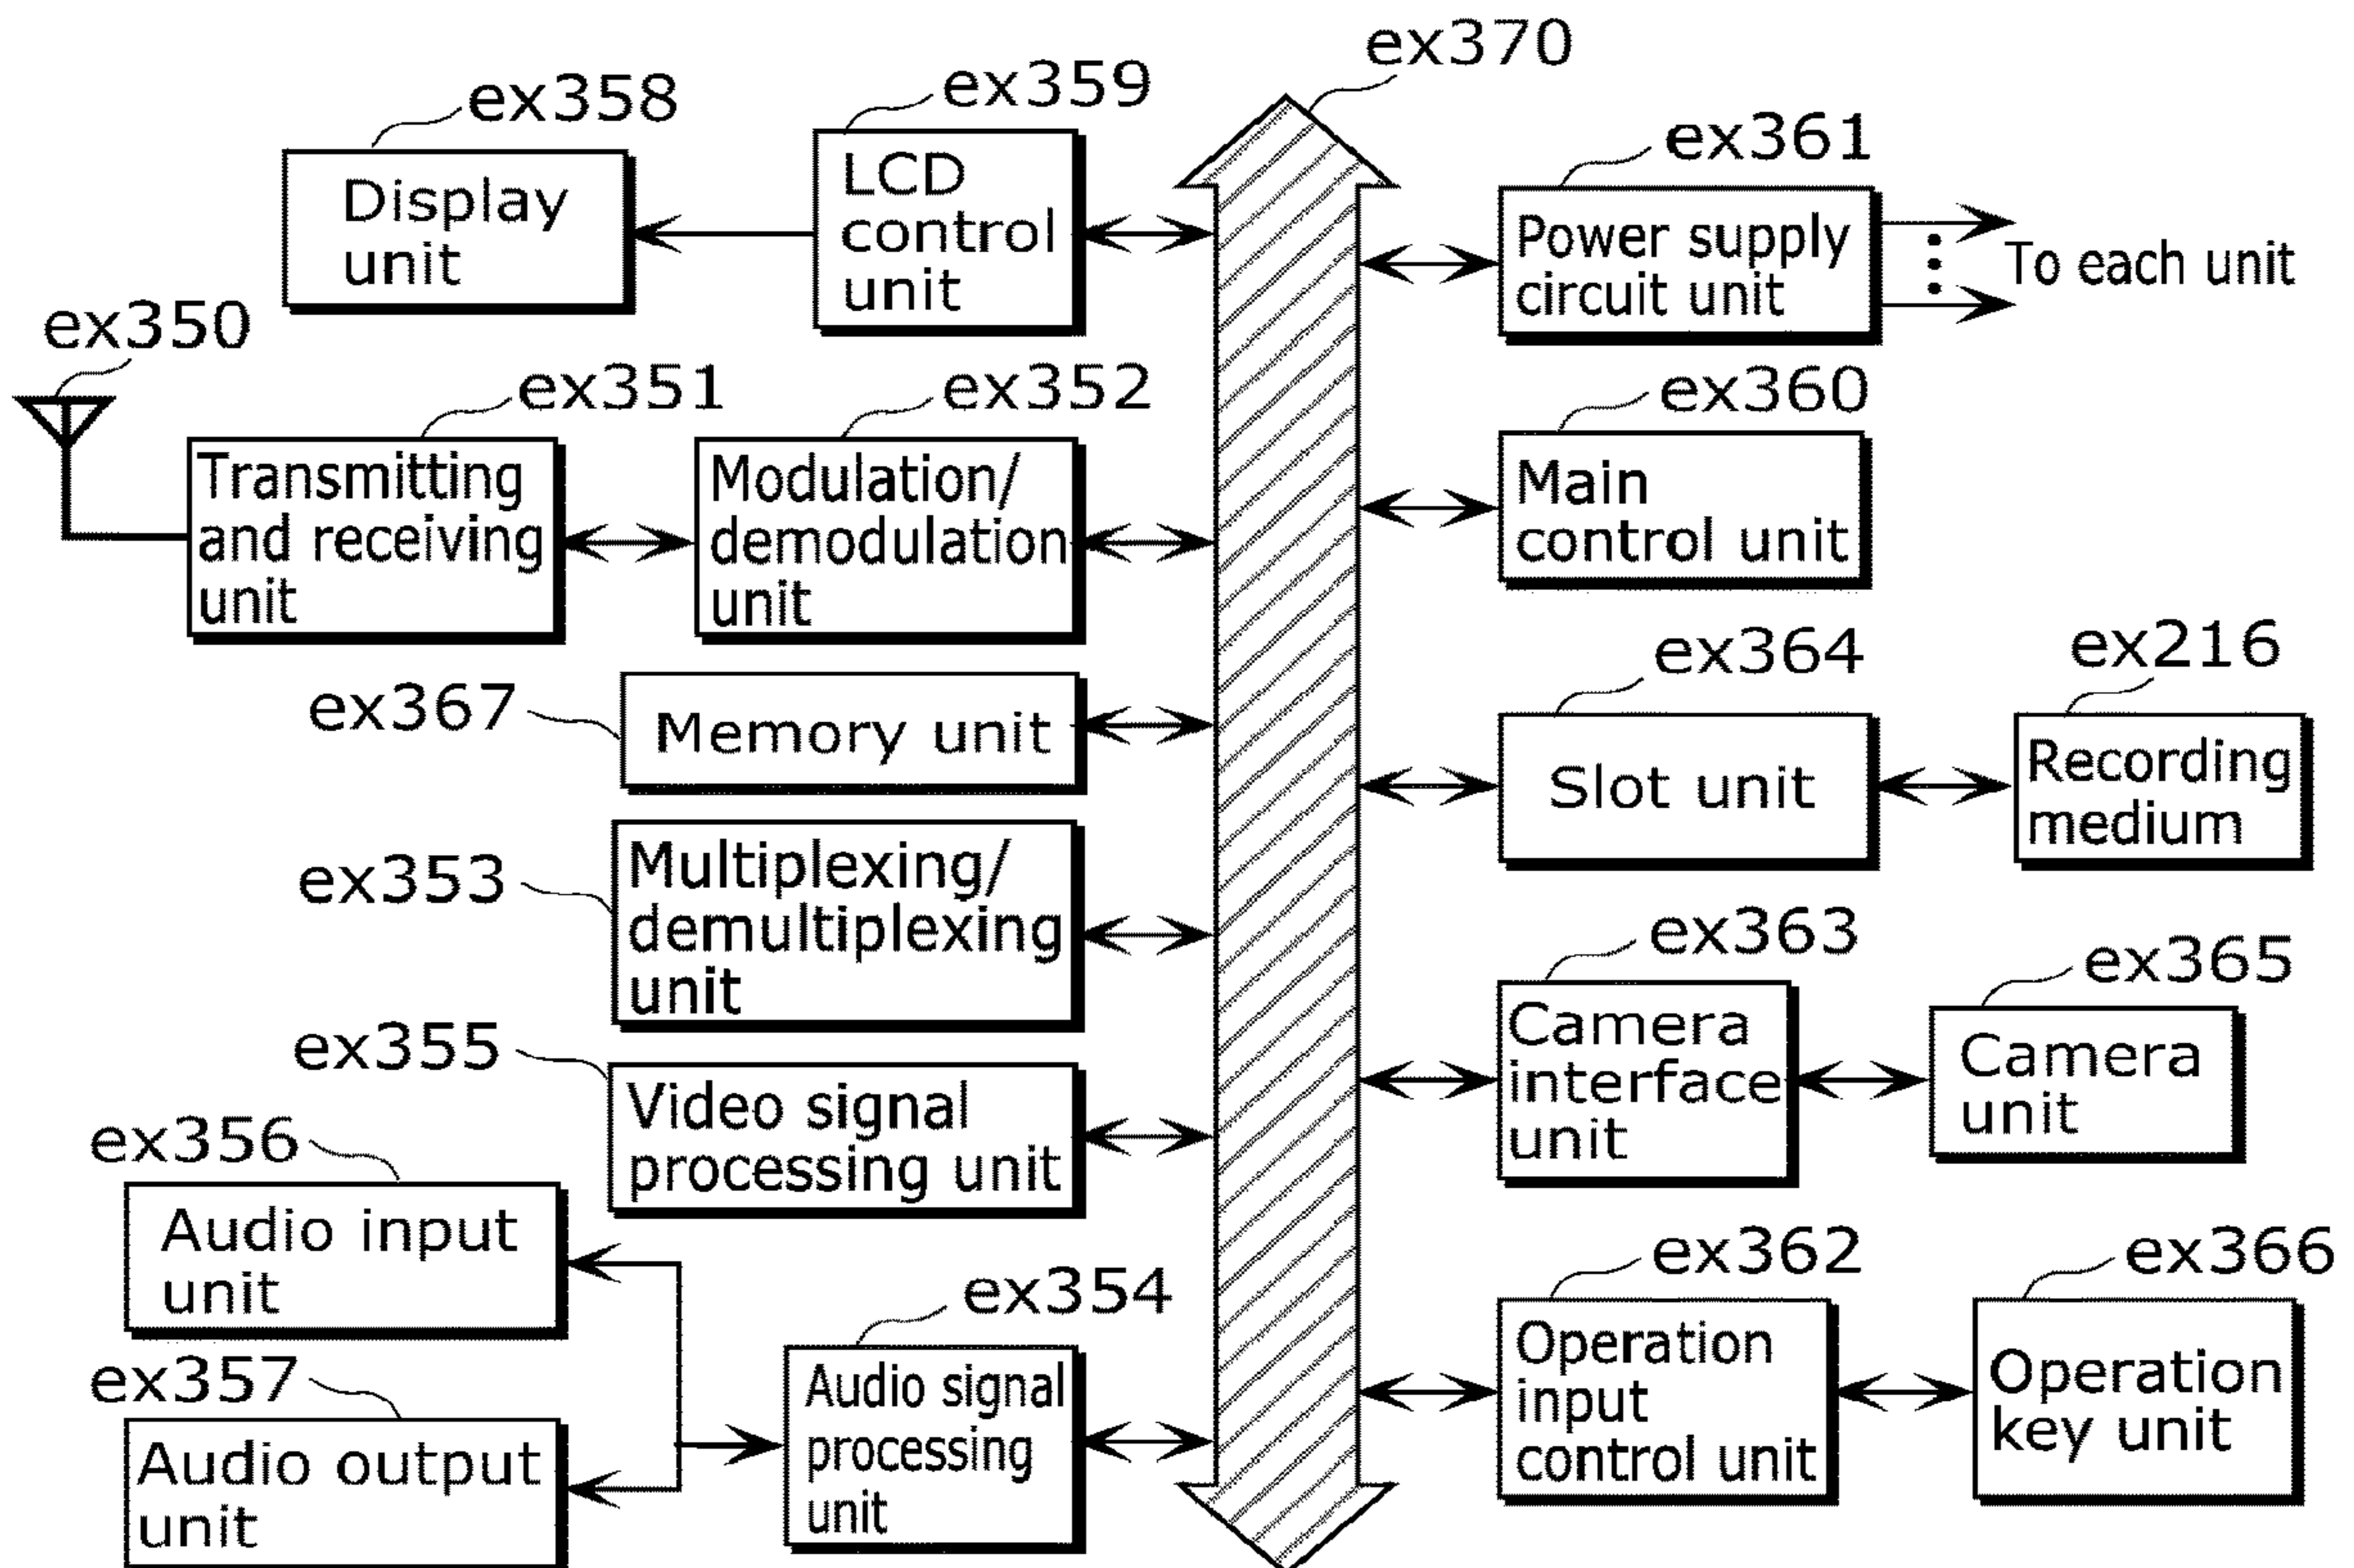 ex370
ex358
ex359
ex361
Display
unit
LCD
control
unit
Power supply
circuit unit
To each unit
ex350
ex351
ex352
ex360
Transmitting
and receiving
unit
Modulation/
demodulation
unit
Main
control unit
ex367
Memory unit
ex364
ex216
Slot unit
Recording
medium
ex353
Multiplexing/
demultiplexing
unit
ex363
ex365
Camera
interface
unit
Camera
unit
ex355
Video signal
processing unit
ex356
Audio input
unit
ex354
ex362
ex366
ex357
Audio output
unit
Audio signal
processing
unit
Operation
input
control unit
Operation
key unit